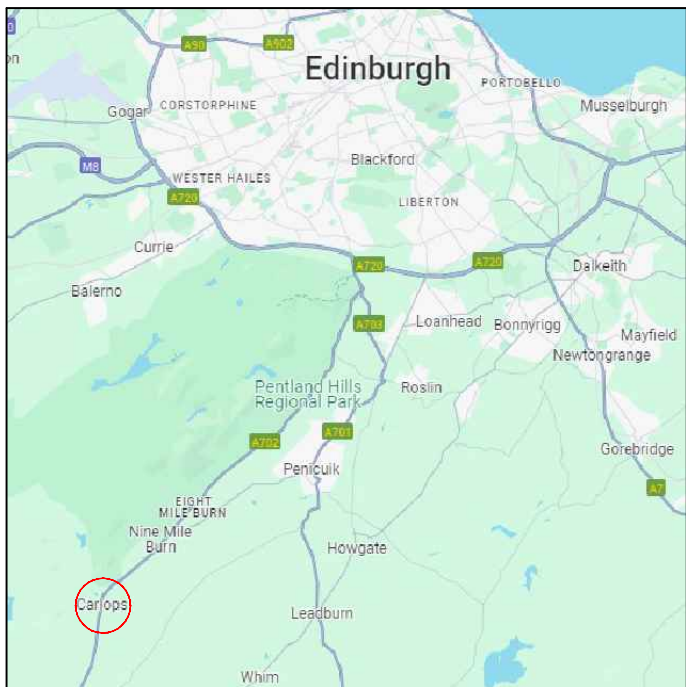 A90
A902
Edinburgh
PORTOBELLO
CORSTORPHINE
Musselburgh
Gogar
Blackford
M8
WESTER HAILES
A720
LIBERTON
Currie
A720
A720
Dalkeith
Balerno
Loanhead
A703
Bonnyrigg
Mayfield
Newtongrange
Pentland Hills
Regional Park
Roslin
A702
A701
Gorebridge
Penicuik
A7
EIGHT
MILE BURN
Nine Mile
Burn
Howgate
Carlops
Leadburn
Whim